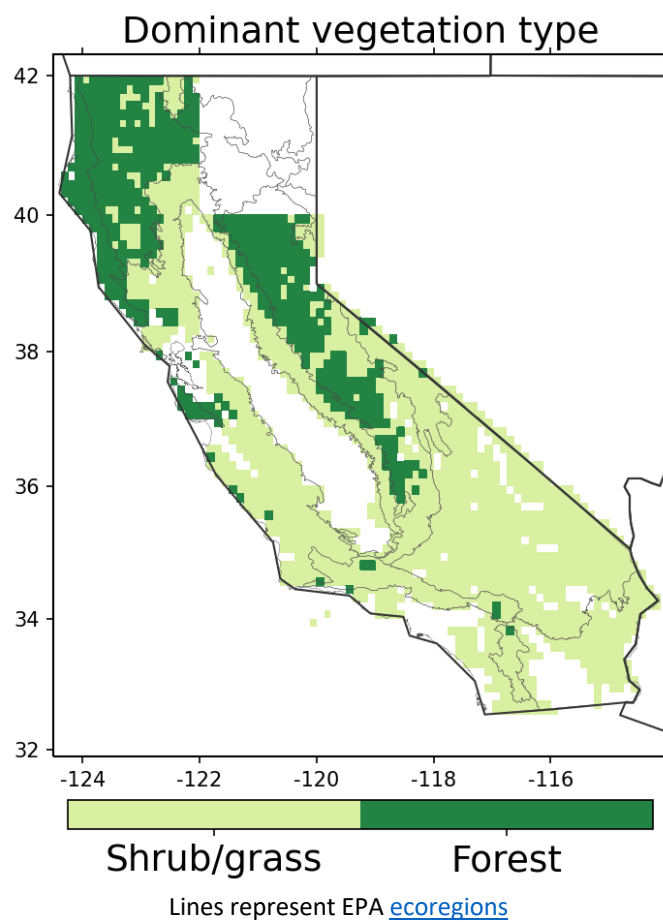 Dominant vegetation type
42
40
38
36
34
32
-124 -122 -120 -118 -116
Shrub/grass Forest
Lines represent EPA ecoregions